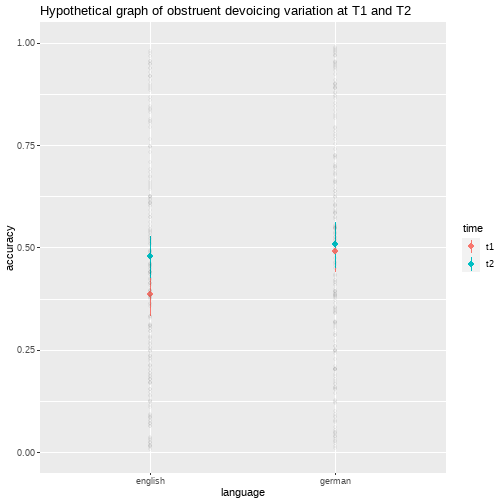 Hypothetical graph of obstruent devoicing variation at T1 and T2
1.00
0.75
0.50
0.25
0.00
accuracy
english
german
language
time
t1
t2